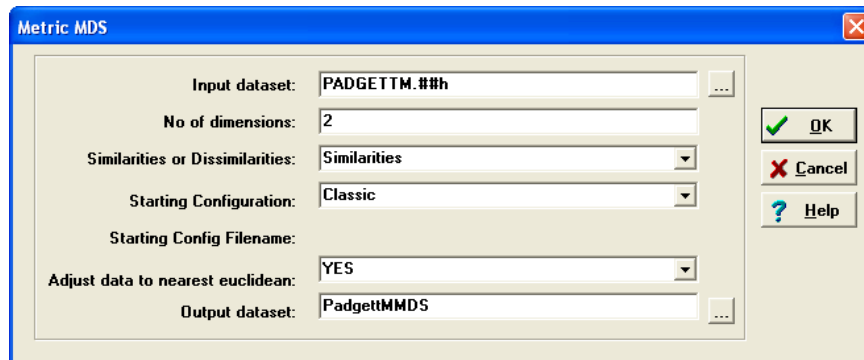 Metric MDS
Input dataset: PADGETTM.##h ...
No of dimensions: 2
OK
Similarities or Dissimilarities: Similarities
Cancel
Starting Configuration: Classic
Help
Starting Config Filename:
Adjust data to nearest euclidean: YES
Output dataset: PadgettMMDS ...